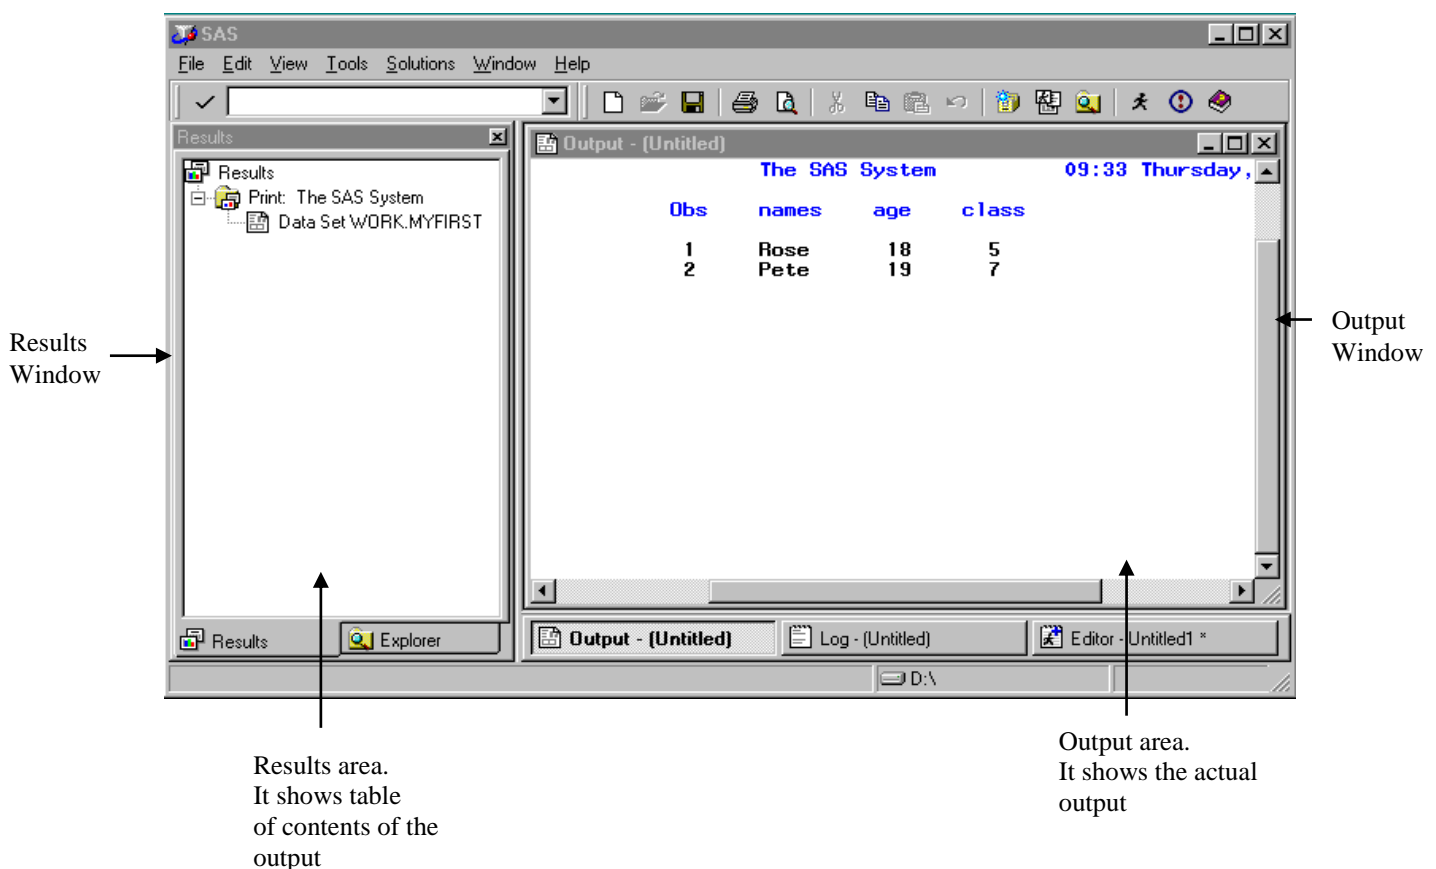 SAS
File Edit View Tools Solutions Window Help
Results
Results
Print: The SAS System
Data Set WORK.MYFIRST
Output - (Untitled)
The SAS System 09:33 Thursday,
Obs names age class
1 Rose 18 5
2 Pete 19 7
Results
Window
Output
Window
Results Explorer
Output - (Untitled) Log - (Untitled) Editor - Untitled1 *
D:\
Results area.
It shows table
of contents of the
output
Output area.
It shows the actual
output